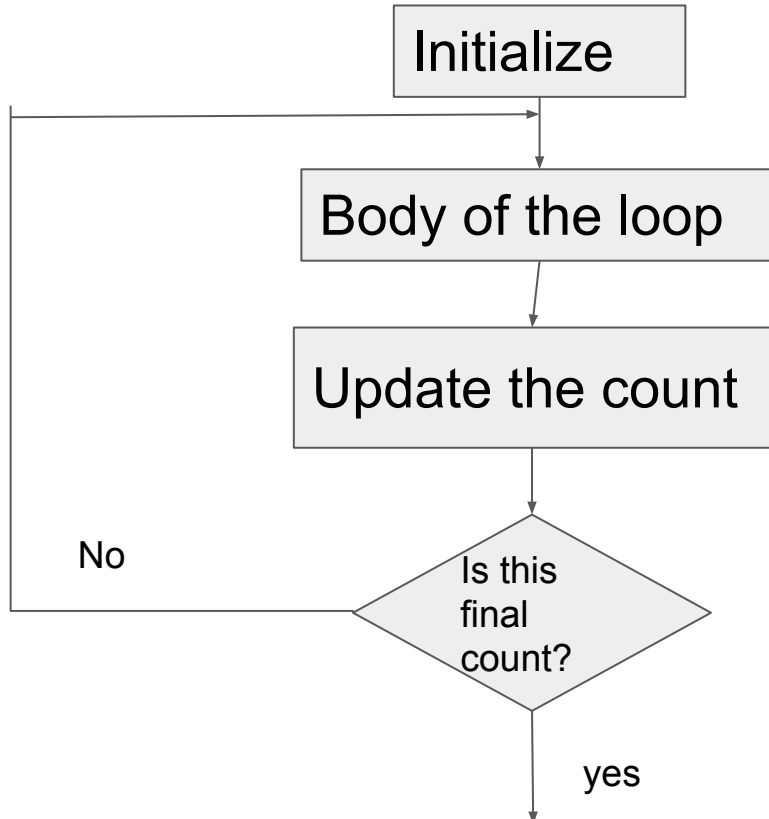 Initialize
Body of the loop
Update the count
No
Is this
final
count?
yes